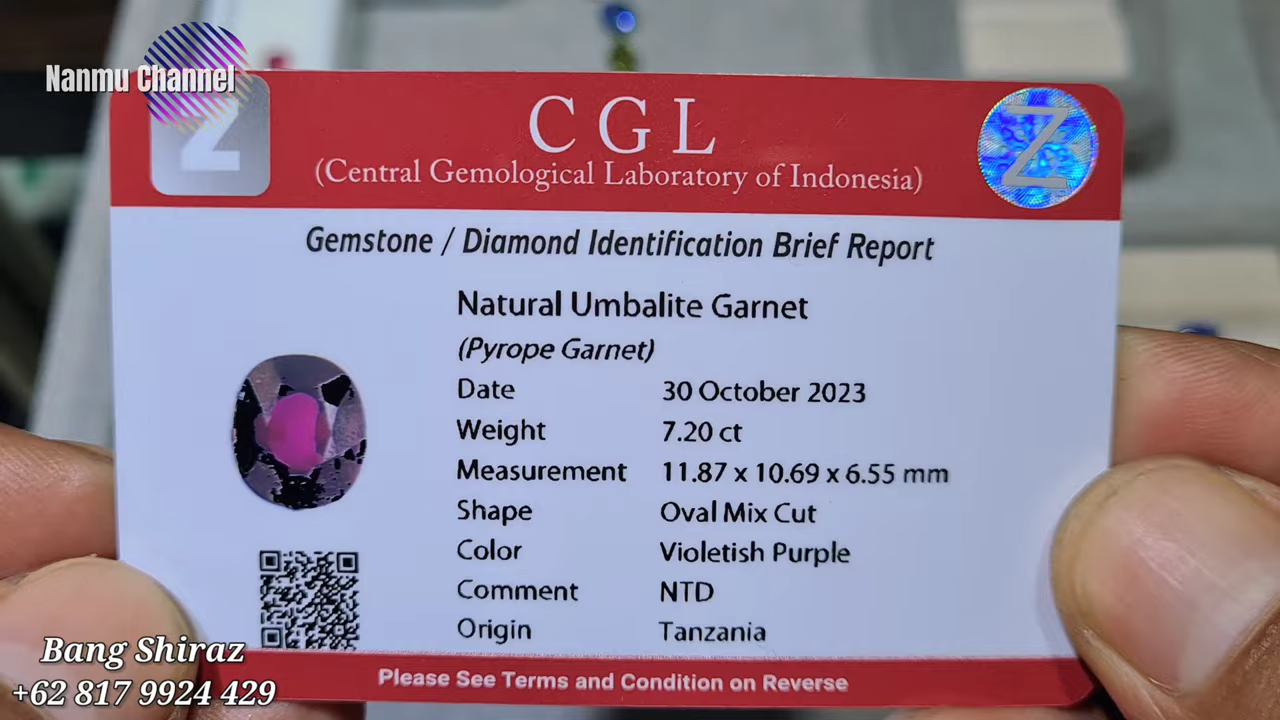 Nanmu Channel
Z
C G L
Z
(Central Gemological Laboratory of Indonesia)
Gemstone / Diamond Identification Brief Report
Natural Umbalite Garnet
(Pyrope Garnet)
Date 30 October 2023
Weight 7.20 ct
Measurement 11.87 x 10.69 x 6.55 mm
Shape Oval Mix Cut
Color Violetish Purple
Comment NTD
Origin Tanzania
Please See Terms and Condition on Reverse
Bang Shiraz
+62 817 9924 429